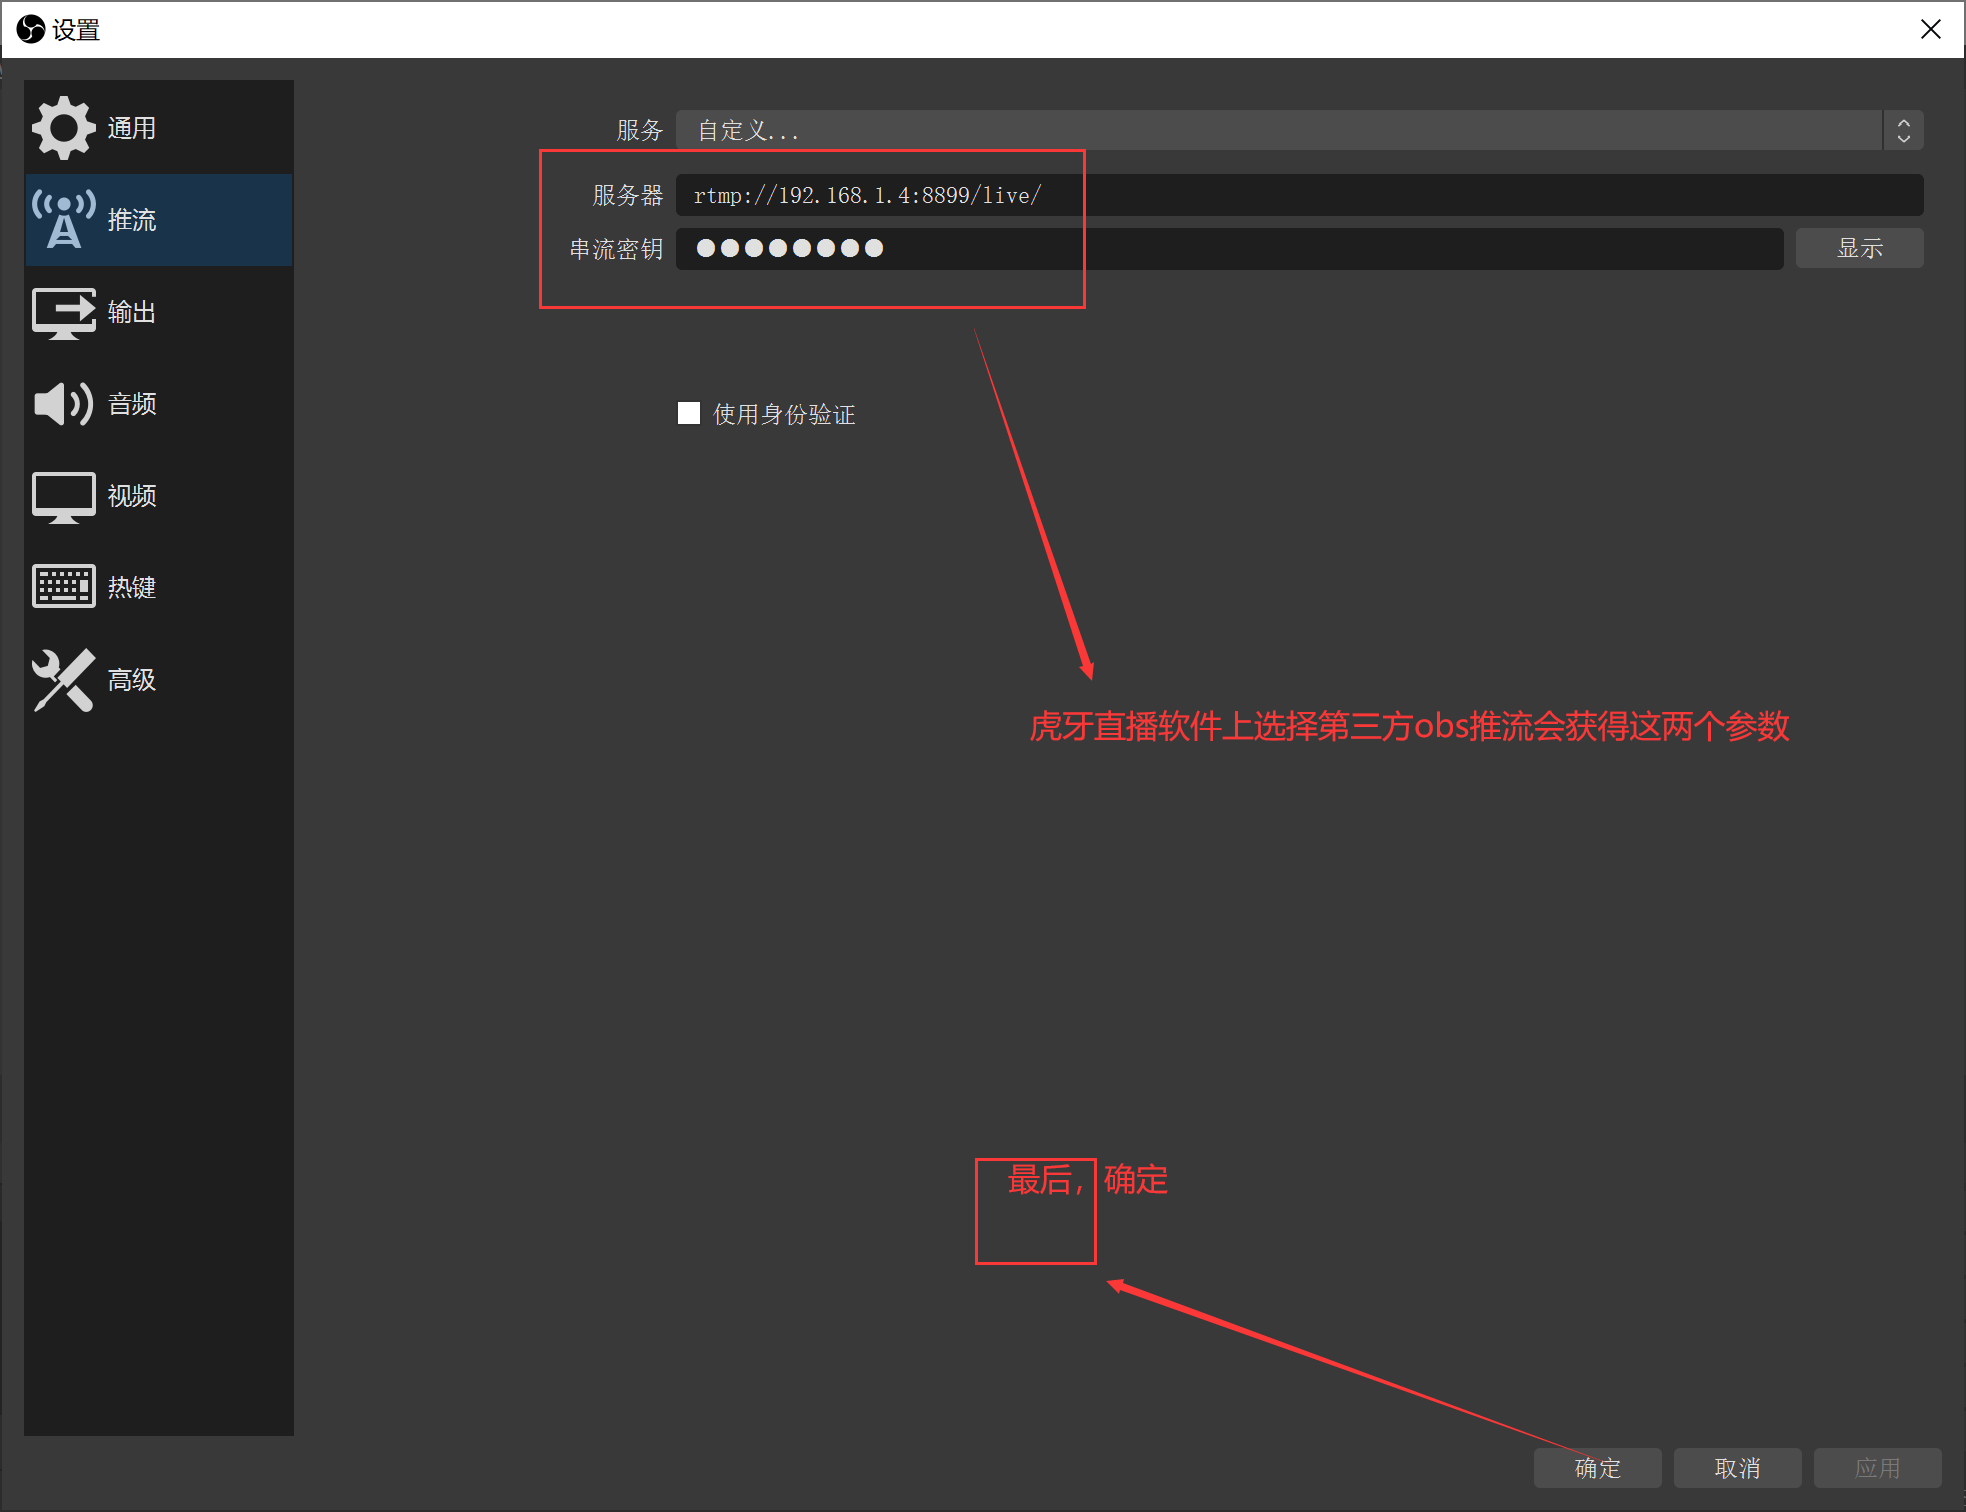 设置
通用
推流
输出
音频
视频
热键
高级
服务 自定义...
服务器 rtmp://192.168.1.4:8899/live/
串流密钥 ●●●●●●●● 显示
使用身份验证
虎牙直播软件上选择第三方obs推流会获得这两个参数
最后，确定
确定 取消 应用